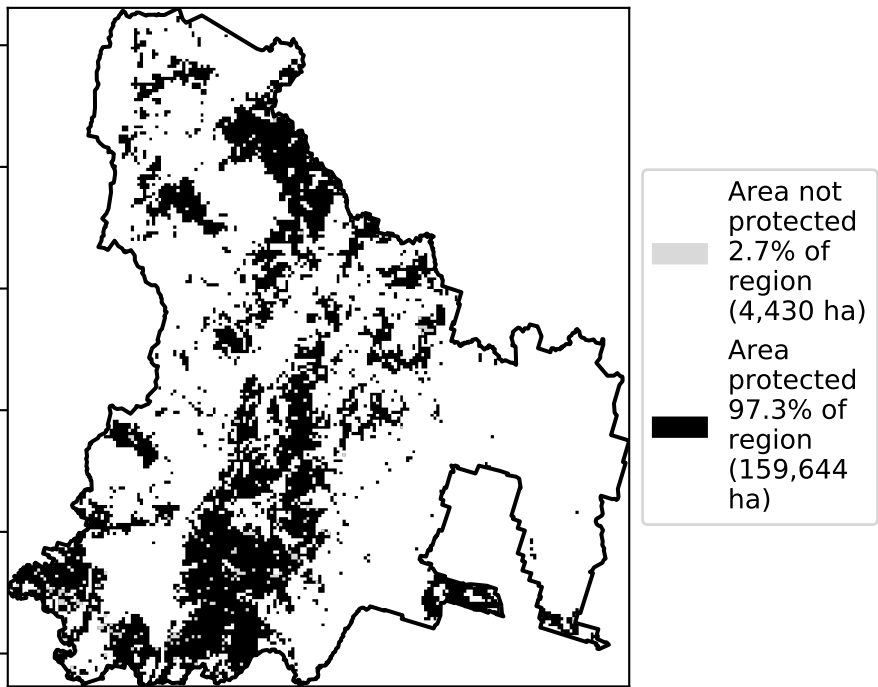 Area not
protected
2.7% of
region
(4,430 ha)
Area
protected
97.3% of
region
(159,644
ha)